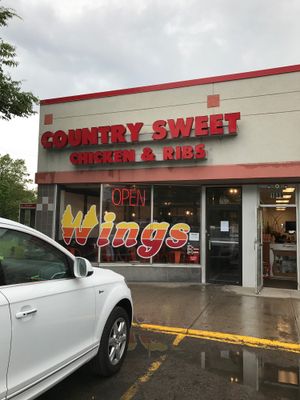 COUNTRY SWEET
CHICKEN & RIBS
OPEN
Wings